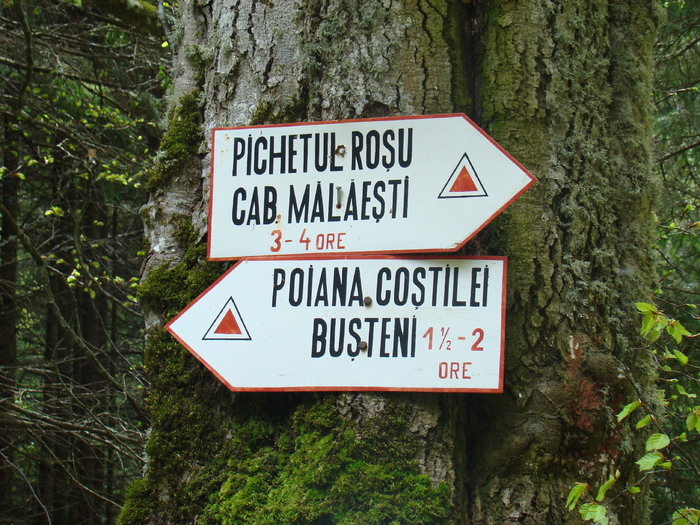 PICHETUL ROȘU
CAB. MĂLĂEȘTI
3-4 ORE
POIANA COȘTILEI
BUȘTENI 1½-2
ORE